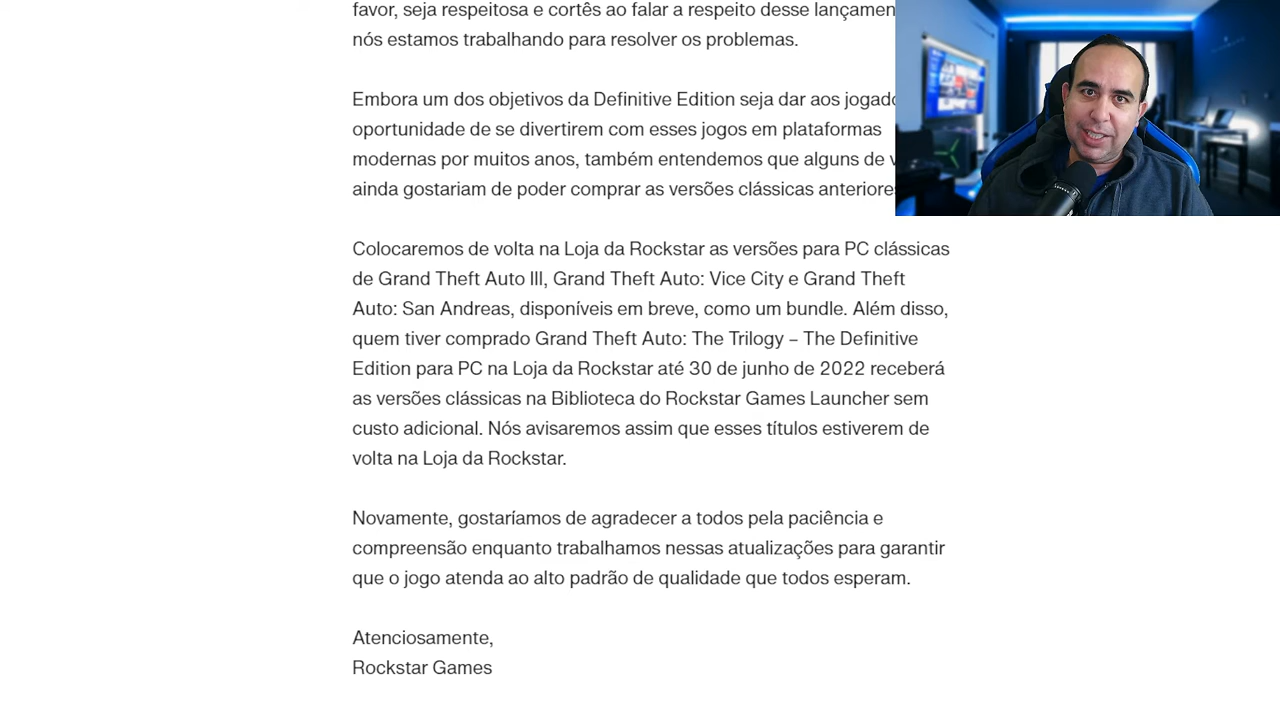 favor, seja respeitosa e cortês ao falar a respeito desse
nós estamos trabalhando para resolver os problemas.
Embora um dos objetivos da Definitive Edition seja dar aos
oportunidade de se divertirem com esses jogos em plataformas
modernas por muitos anos, também entendemos que alguns de
ainda gostariam de poder comprar as versões clássicas
Colocaremos de volta na Loja da Rockstar as versões para PC clássicas
de Grand Theft Auto III, Grand Theft Auto: Vice City e Grand Theft
Auto: San Andreas, disponíveis em breve, como um bundle. Além disso,
quem tiver comprado Grand Theft Auto: The Trilogy – The Definitive
Edition para PC na Loja da Rockstar até 30 de junho de 2022 receberá
as versões clássicas na Biblioteca do Rockstar Games Launcher sem
custo adicional. Nós avisaremos assim que esses títulos estiverem de
volta na Loja da Rockstar.
Novamente, gostaríamos de agradecer a todos pela paciência e
compreensão enquanto trabalhamos nessas atualizações para garantir
que o jogo atenda ao alto padrão de qualidade que todos esperam.
Atenciosamente,
Rockstar Games